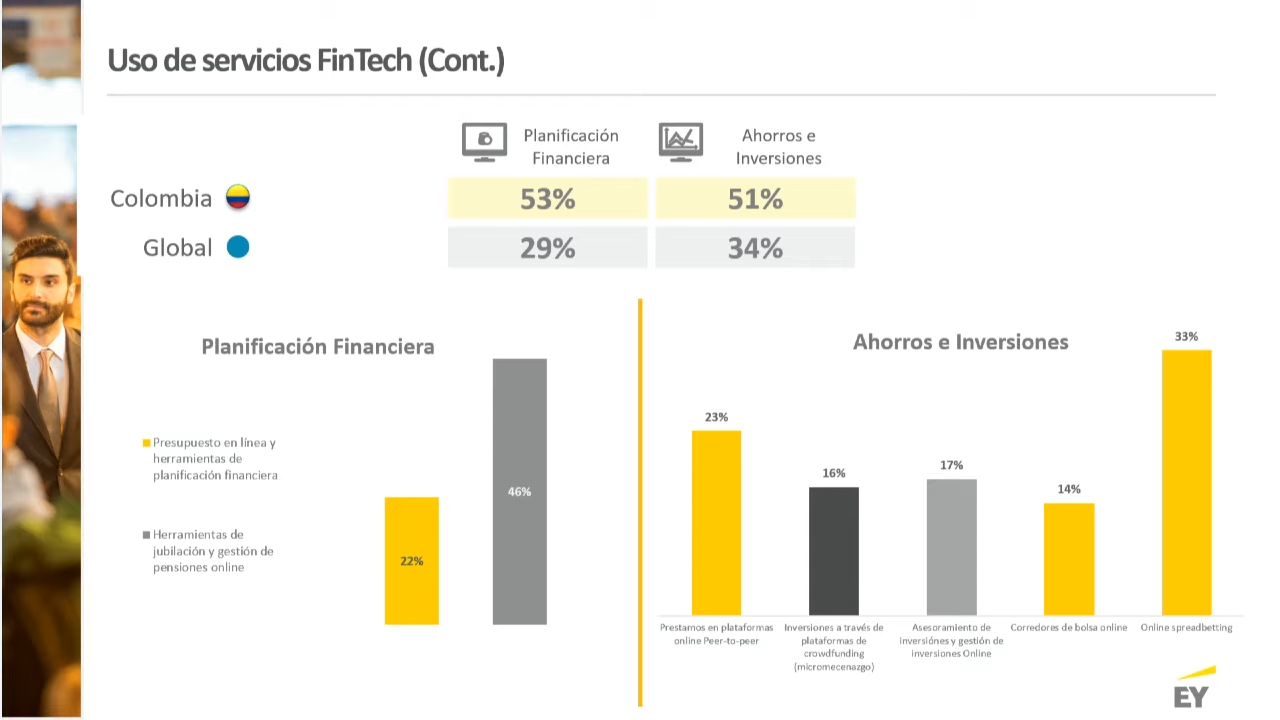 Uso de servicios FinTech (Cont.)
Planificación
Financiera
Ahorros e
Inversiones
Colombia
53%
51%
Global
29%
34%
Planificación Financiera
Presupuesto en línea y
herramientas de
planificación financiera
Herramientas de
jubilación y gestión de
pensiones online
22%
46%
Ahorros e Inversiones
23%
16%
17%
14%
33%
Prestamos en plataformas
online Peer-to-peer
Inversiones a través de
plataformas de
crowdfunding
(micromecenazgo)
Asesoramiento de
inversiónes y gestión de
inversiones Online
Corredores de bolsa online
Online spreadbetting
EY